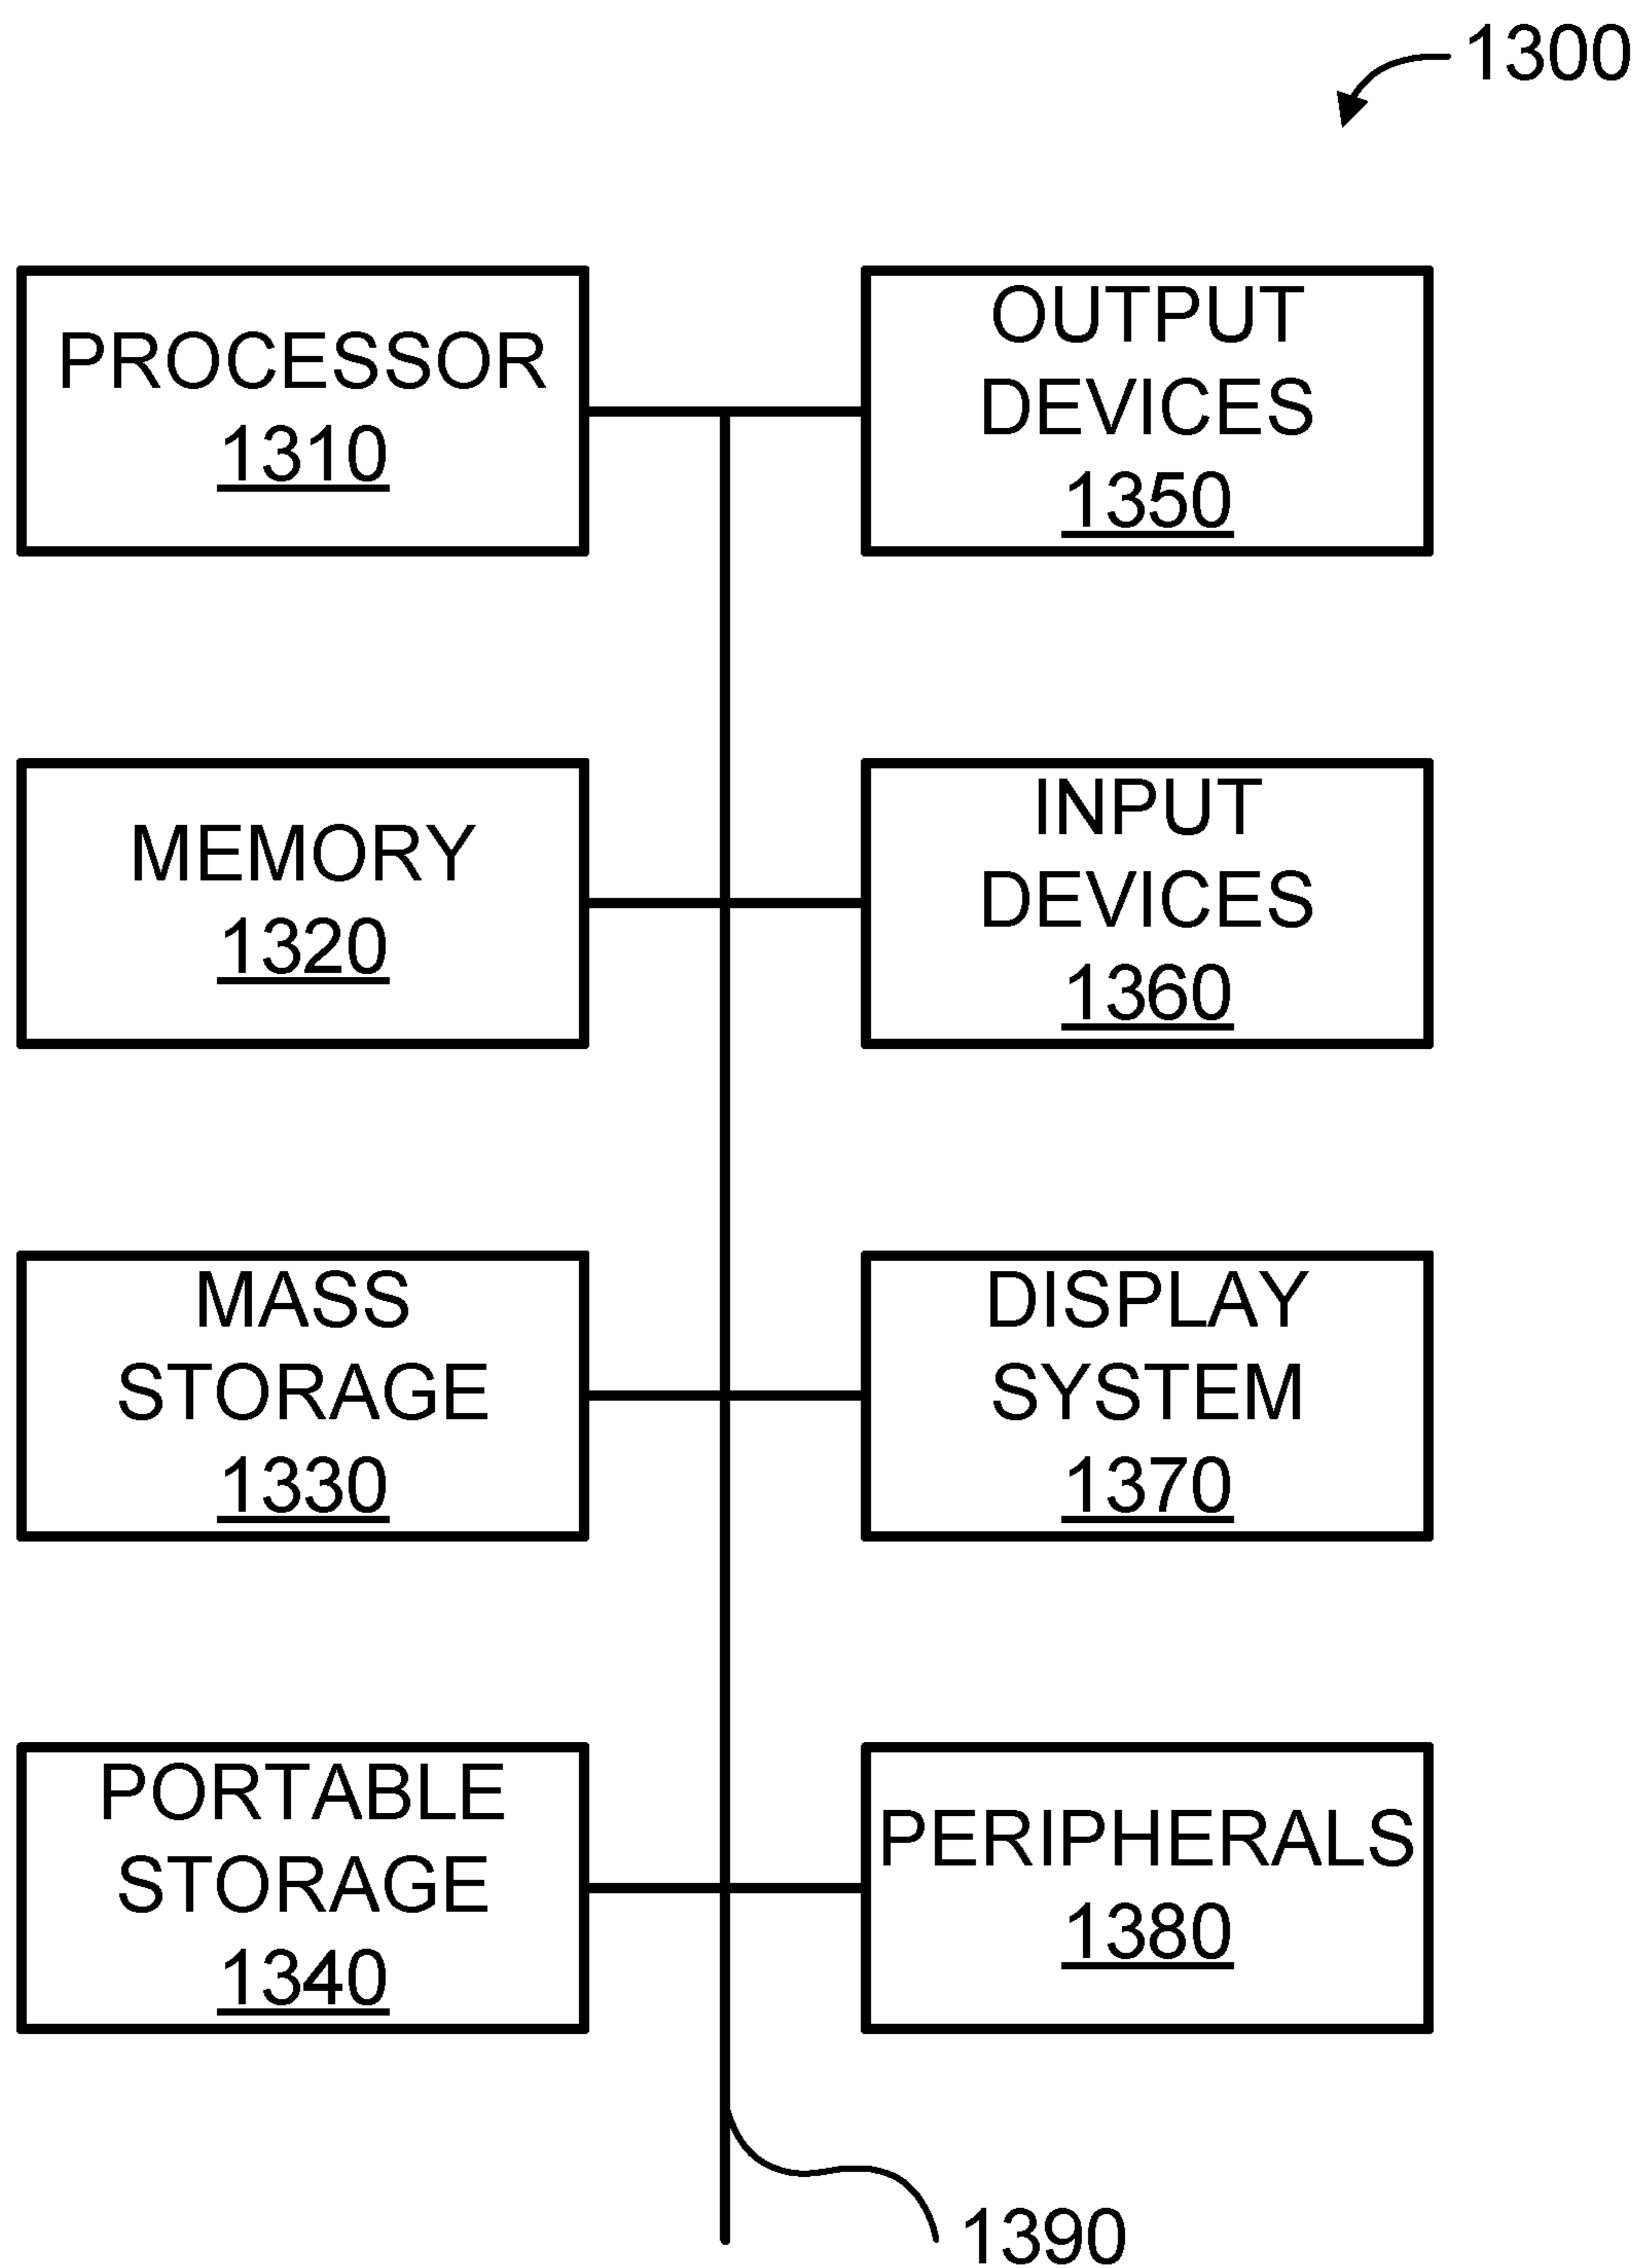 1300
PROCESSOR
1310
OUTPUT
DEVICES
1350
MEMORY
1320
INPUT
DEVICES
1360
MASS
STORAGE
1330
DISPLAY
SYSTEM
1370
PORTABLE
STORAGE
1340
PERIPHERALS
1380
1390